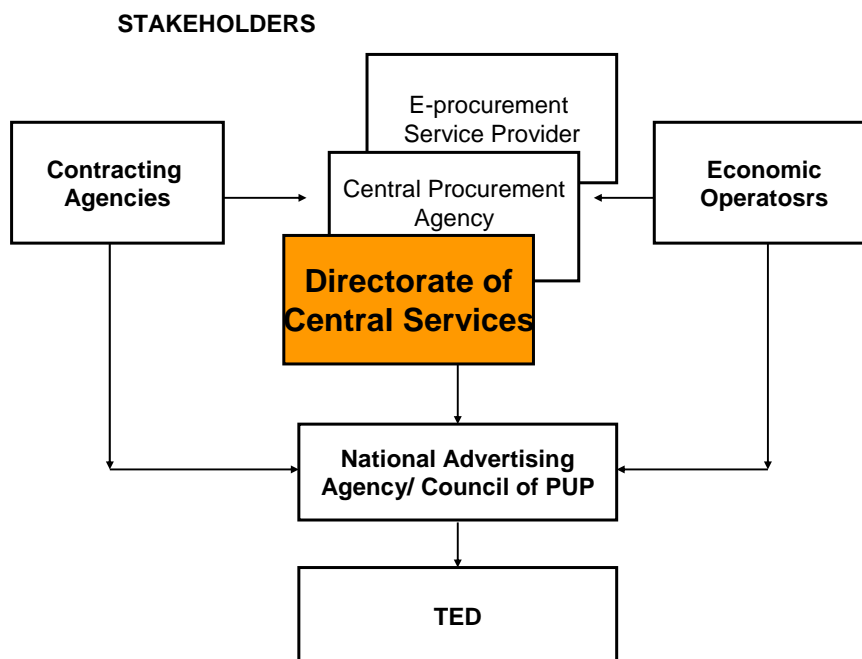 STAKEHOLDERS
E-procurement
Service Provider
Contracting
Agencies
Central Procurement
Agency
Economic
Operatosrs
Directorate of
Central Services
National Advertising
Agency/ Council of PUP
TED